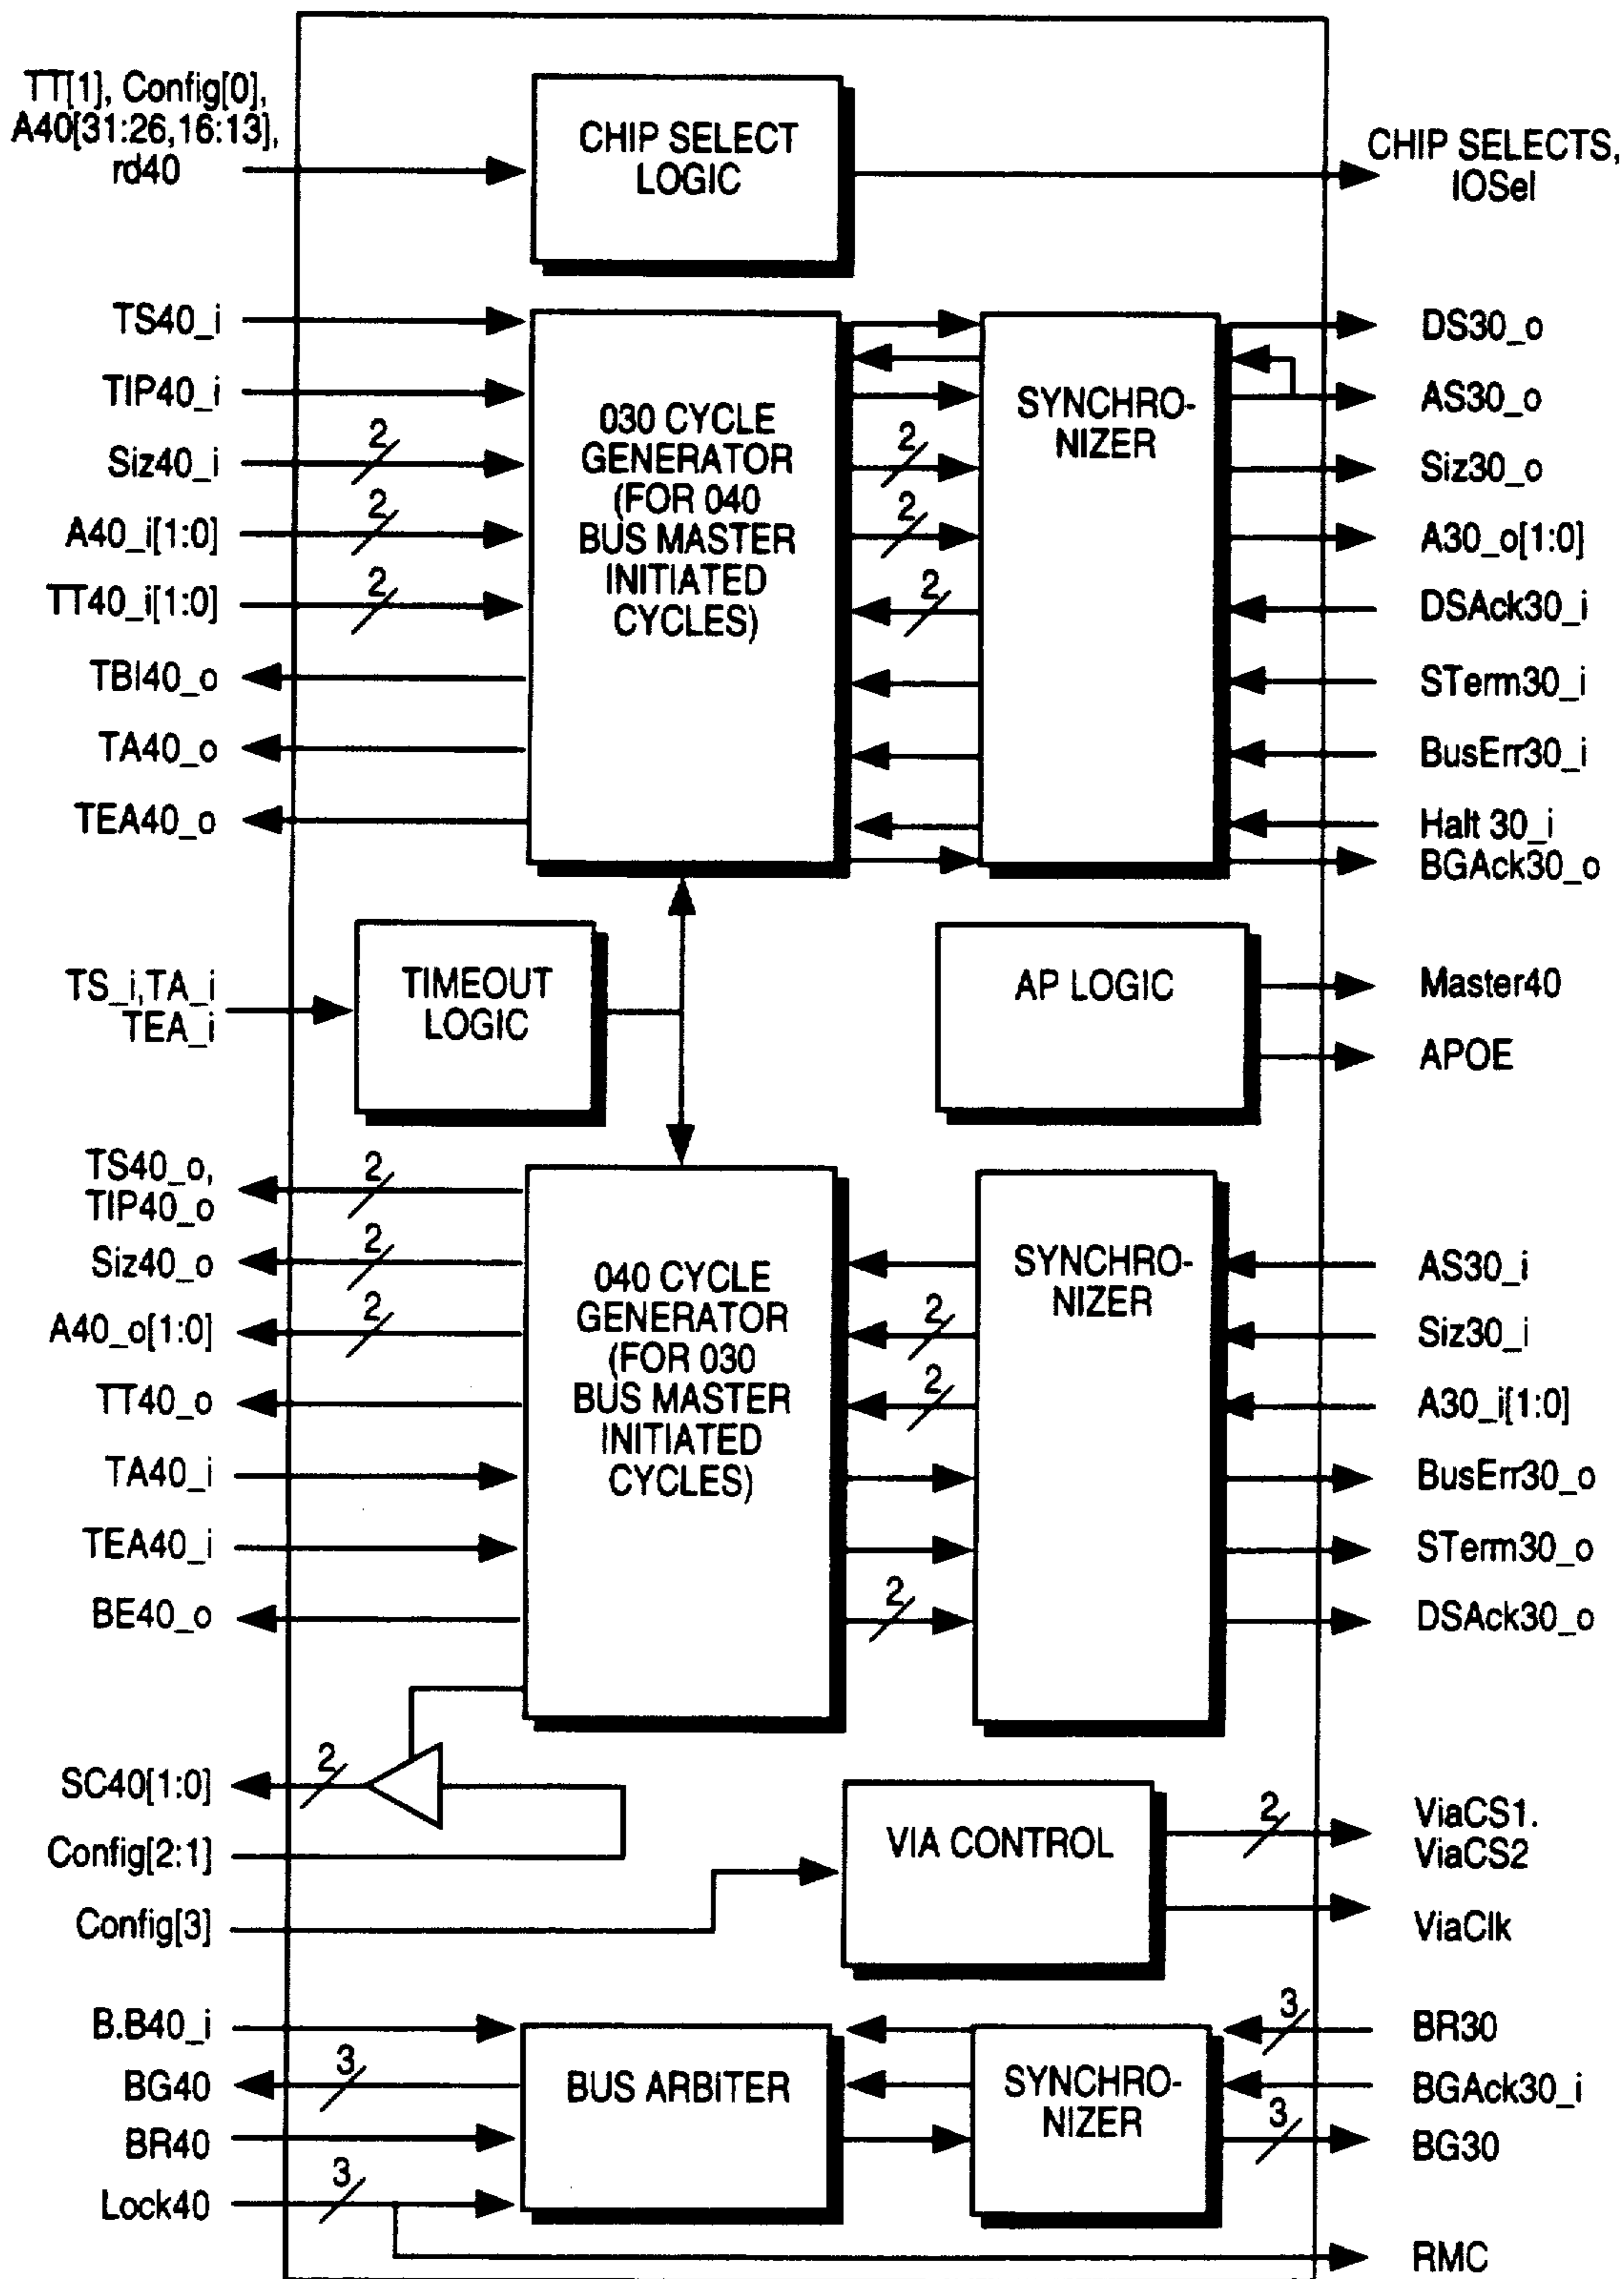 TT[1], Config[0],
A40[31:26,16:13],
rd40
CHIP SELECT
LOGIC
CHIP SELECTS,
IOSel
TS40_i
TIP40_i
Siz40_i
2
A40_i[1:0]
2
TT40_i[1:0]
2
TBI40_o
TA40_o
TEA40_o
030 CYCLE
GENERATOR
(FOR 040
BUS MASTER
INITIATED
CYCLES)
2
2
2
SYNCHRO-
NIZER
DS30_o
AS30_o
Siz30_o
A30_o[1:0]
DSAck30_i
STerm30_i
BusErr30_i
Halt 30_i
BGAck30_o
TS_i,TA_i
TEA_i
TIMEOUT
LOGIC
AP LOGIC
Master40
APOE
TS40_o,
TIP40_o
2
Siz40_o
2
A40_o[1:0]
2
TT40_o
TA40_i
TEA40_i
BE40_o
040 CYCLE
GENERATOR
(FOR 030
BUS MASTER
INITIATED
CYCLES)
2
2
2
SYNCHRO-
NIZER
AS30_i
Siz30_i
A30_i[1:0]
BusErr30_o
STerm30_o
DSAck30_o
SC40[1:0]
2
Config[2:1]
Config[3]
VIA CONTROL
2
ViaCS1.
ViaCS2
ViaClk
B.B40_i
BG40
3
BR40
Lock40
3
BUS ARBITER
SYNCHRO-
NIZER
3
BR30
BGAck30_i
3
BG30
RMC